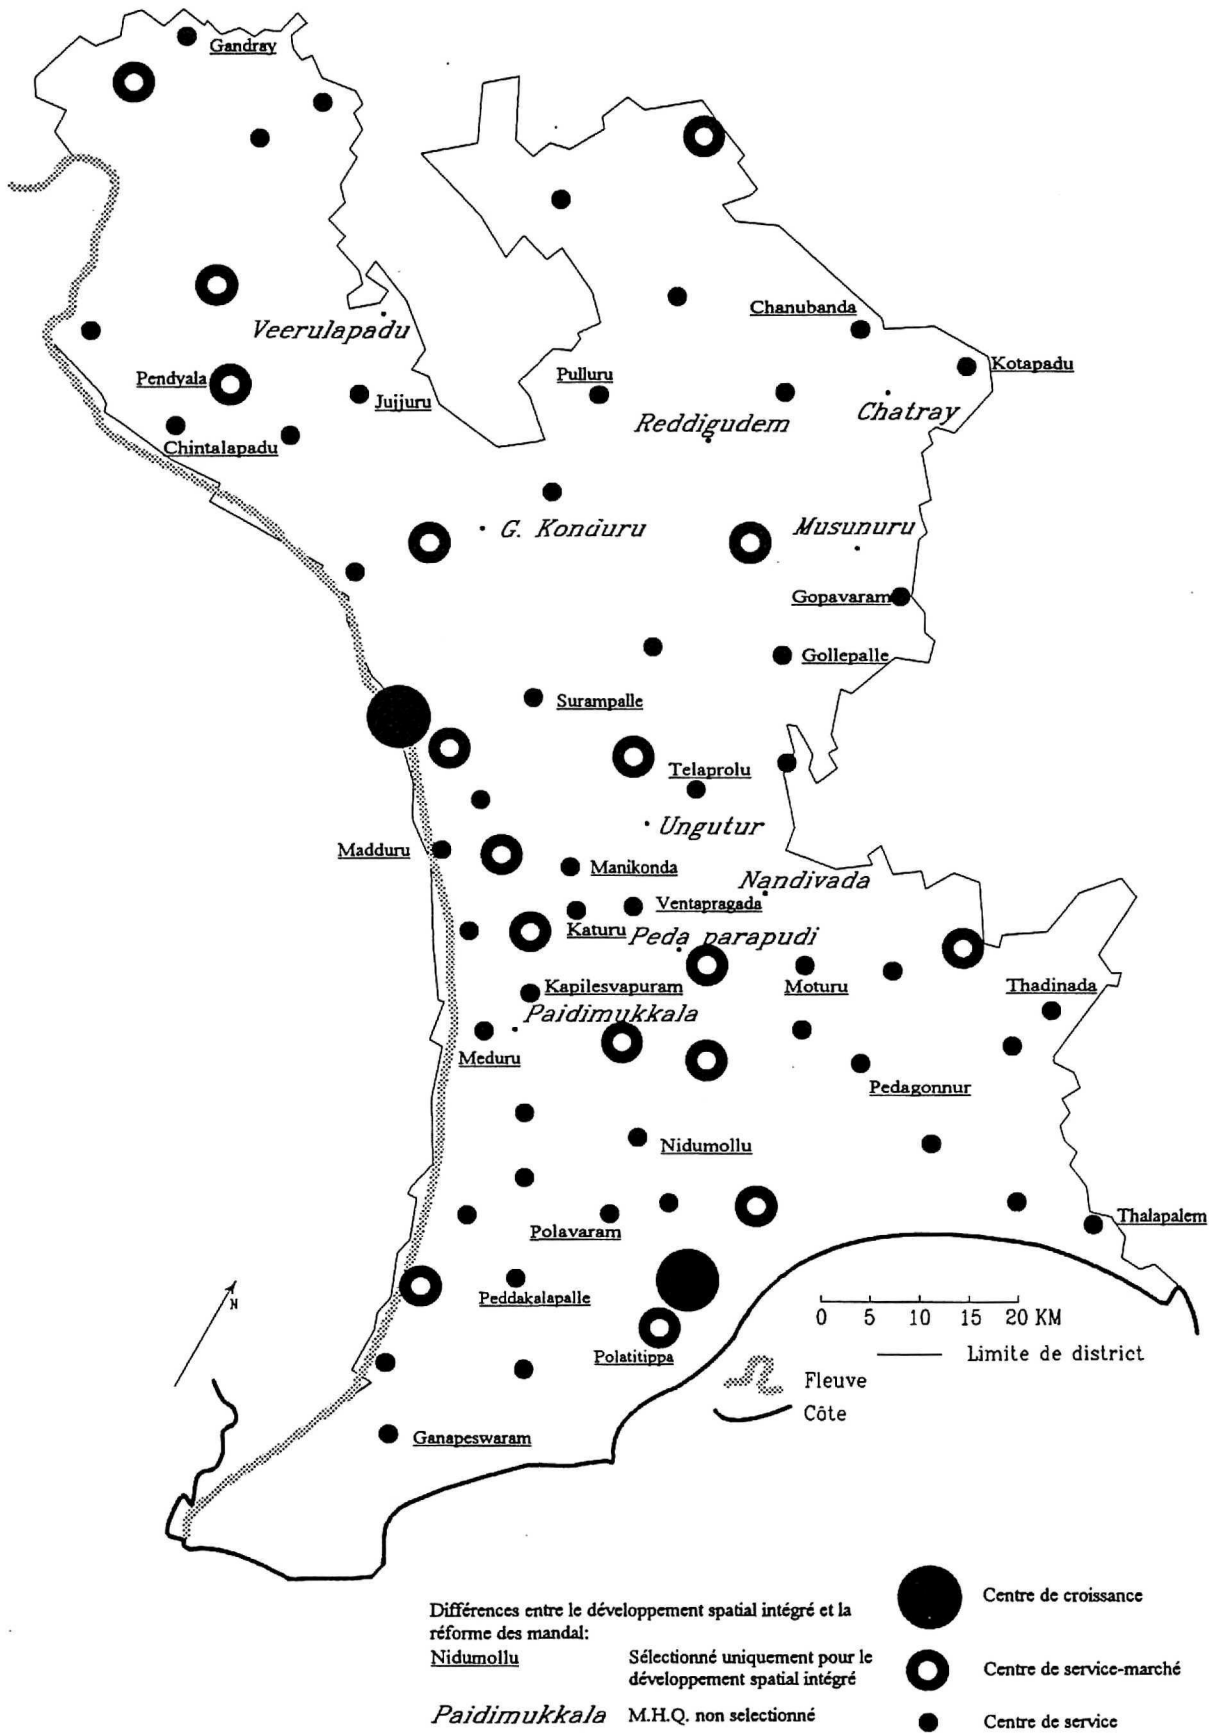 Gandray
Chanubanda
Veerulapadu
Kotapadu
Pendyala
Pulluru
Jujjuru
Chatray
Reddigudem
Chintalapadu
G. Konduru
Musunuru
Gopavaram
Gollepalle
Surampalle
Telaprolu
Ungutur
Madduru
Manikonda
Nandivada
Ventapragada
Katuru
Peda parapudi
Kapilesvapuram
Moturu
Thadinada
Paidimukkala
Meduru
Pedagonnur
Nidumollu
Thalapalem
Polavaram
Peddakalapalle
N
0 5 10 15 20 KM
Polatitippa
Limite de district
Fleuve
Côte
Ganapeswaram
Différences entre le développement spatial intégré et la
réforme des mandal:
Nidumollu
Sélectionné uniquement pour le
développement spatial intégré
Paidimukkala M.H.Q. non selectionné
Centre de croissance
Centre de service-marché
Centre de service